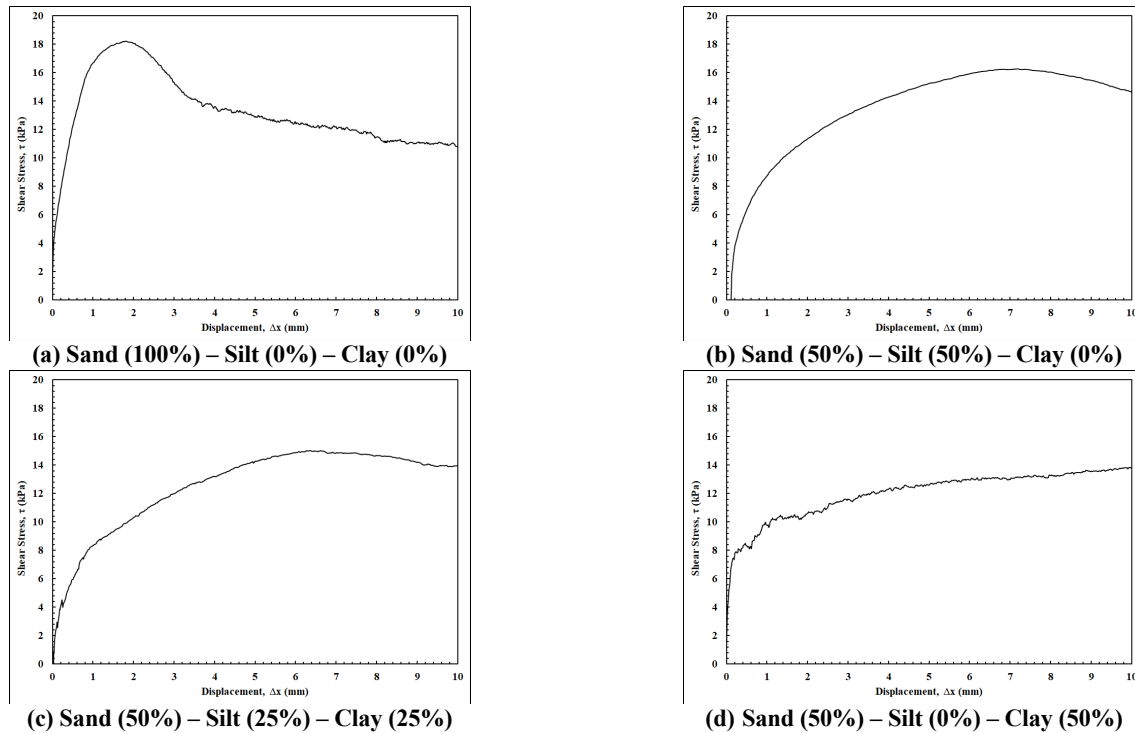 20
18
16
14
12
10
8
6
4
2
0
Shear Stress, τ (kPa)
0 1 2 3 4 5 6 7 8 9 10
Displacement, Δx (mm)
(a) Sand (100%) – Silt (0%) – Clay (0%)
20
18
16
14
12
10
8
6
4
2
0
Shear Stress, τ (kPa)
0 1 2 3 4 5 6 7 8 9 10
Displacement, Δx (mm)
(b) Sand (50%) – Silt (50%) – Clay (0%)
20
18
16
14
12
10
8
6
4
2
0
Shear Stress, τ (kPa)
0 1 2 3 4 5 6 7 8 9 10
Displacement, Δx (mm)
(c) Sand (50%) – Silt (25%) – Clay (25%)
20
18
16
14
12
10
8
6
4
2
0
Shear Stress, τ (kPa)
0 1 2 3 4 5 6 7 8 9 10
Displacement, Δx (mm)
(d) Sand (50%) – Silt (0%) – Clay (50%)